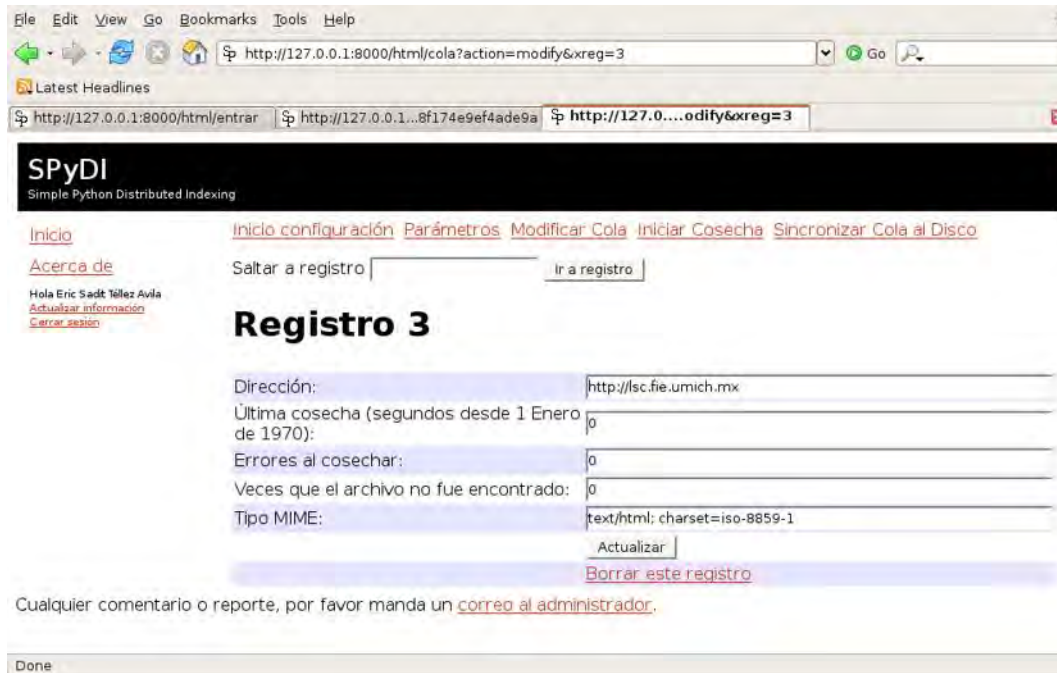 File Edit View Go Bookmarks Tools Help
http://127.0.0.1:8000/html/cola?action=modify&xreg=3 Go
Latest Headlines
http://127.0.0.1:8000/html/entrar http://127.0.0.1...8f174e9ef4ade9a http://127.0....odify&xreg=3
SPyDI
Simple Python Distributed Indexing
Inicio
Acerca de
Hola Eric Sadit Téllez Avila
Actualizar información
Cerrar sesión
Inicio configuración Parámetros Modificar Cola Iniciar Cosecha Sincronizar Cola al Disco
Saltar a registro Ir a registro
Registro 3
Dirección: http://lsc.fie.umich.mx
Última cosecha (segundos desde 1 Enero
de 1970): 0
Errores al cosechar: 0
Veces que el archivo no fue encontrado: 0
Tipo MIME: text/html; charset=iso-8859-1
Actualizar
Borrar este registro
Cualquier comentario o reporte, por favor manda un correo al administrador.
Done